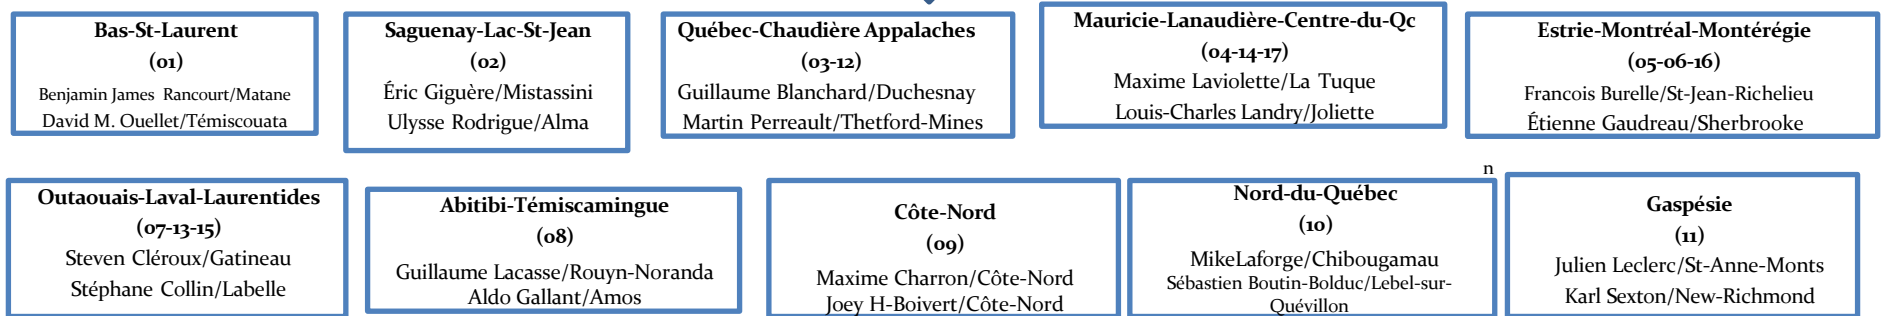 Bas-St-Laurent
(01)
Benjamin James Rancourt/Matane
David M. Ouellet/Témiscouata
Saguenay-Lac-St-Jean
(02)
Éric Giguère/Mistassini
Ulysse Rodrigue/Alma
Québec-Chaudière Appalaches
(03-12)
Guillaume Blanchard/Duchesnay
Martin Perreault/Thetford-Mines
Mauricie-Lanaudière-Centre-du-Qc
(04-14-17)
Maxime Laviolette/La Tuque
Louis-Charles Landry/Joliette
Estrie-Montréal-Montérégie
(05-06-16)
Francois Burelle/St-Jean-Richelieu
Étienne Gaudreau/Sherbrooke
Outaouais-Laval-Laurentides
(07-13-15)
Steven Cléroux/Gatineau
Stéphane Collin/Labelle
Abitibi-Témiscamingue
(08)
Guillaume Lacasse/Rouyn-Noranda
Aldo Gallant/Amos
Côte-Nord
(09)
Maxime Charron/Côte-Nord
Joey H-Boivert/Côte-Nord
n
Nord-du-Québec
(10)
MikeLaforge/Chibougamau
Sébastien Boutin-Bolduc/Lebel-sur-
Quévillon
Gaspésie
(11)
Julien Leclerc/St-Anne-Monts
Karl Sexton/New-Richmond